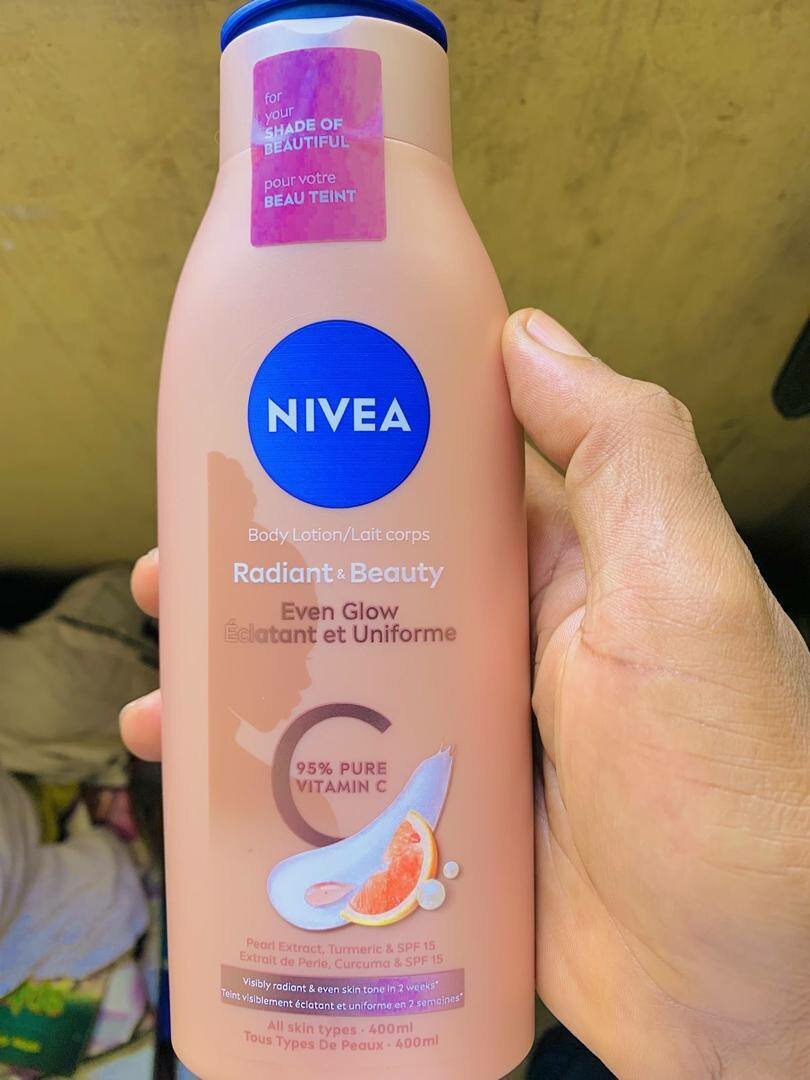 for
your
SHADE OF
BEAUTIFUL
pour votre
BEAU TEINT
NIVEA
Body Lotion/Lait corps
Radiant & Beauty
Even Glow
Éclatant et Uniforme
95% PURE
VITAMIN C
Pearl Extract, Turmeric & SPF 15
Extrait de Perle, Curcuma & SPF 15
Visibly radiant & even skin tone in 2 weeks*
Teint visiblement éclatant et uniforme en 2 semaines*
All skin types · 400ml
Tous Types De Peaux · 400ml